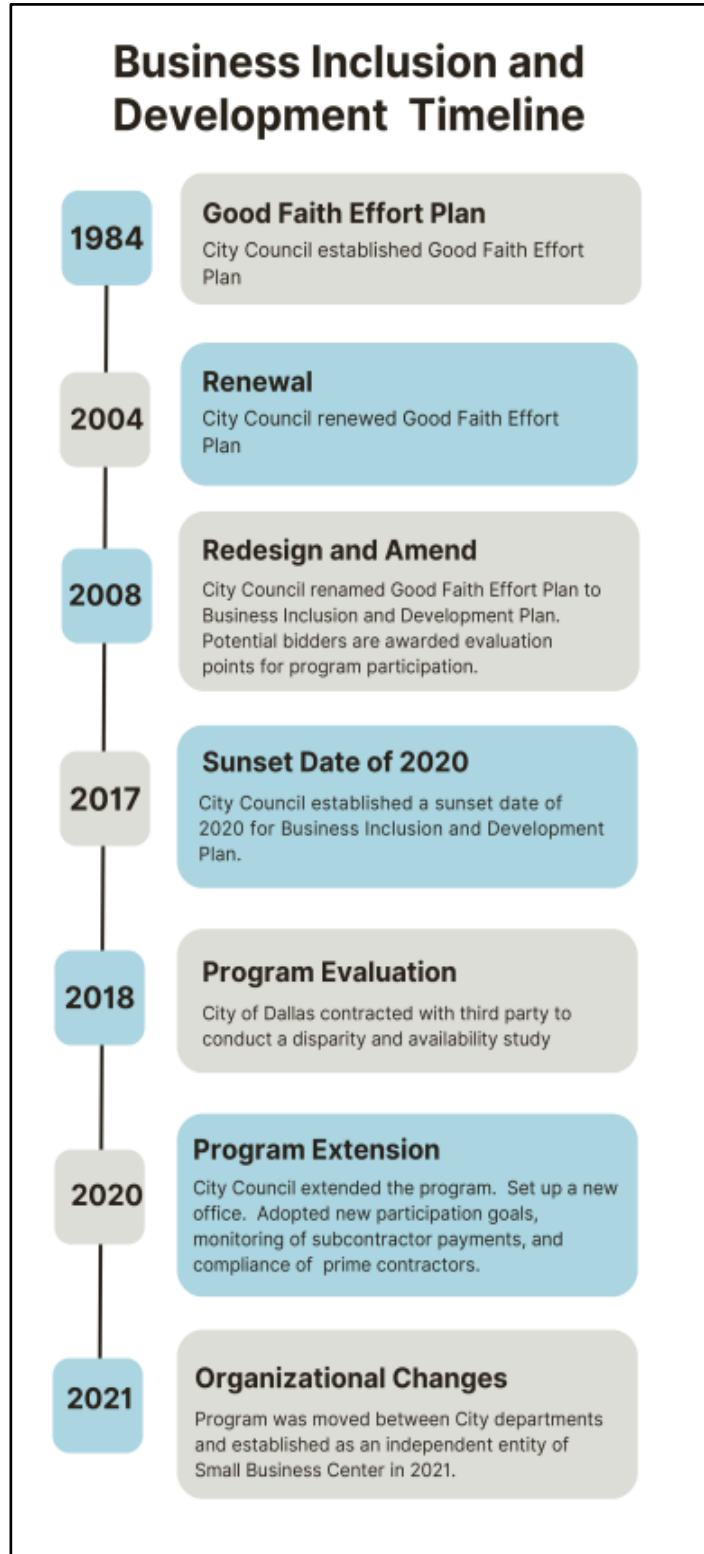 Business Inclusion and
Development Timeline
1984
Good Faith Effort Plan
City Council established Good Faith Effort
Plan
2004
Renewal
City Council renewed Good Faith Effort
Plan
2008
Redesign and Amend
City Council renamed Good Faith Effort Plan to
Business Inclusion and Development Plan.
Potential bidders are awarded evaluation
points for program participation.
2017
Sunset Date of 2020
City Council established a sunset date of
2020 for Business Inclusion and Development
Plan.
2018
Program Evaluation
City of Dallas contracted with third party to
conduct a disparity and availability study
2020
Program Extension
City Council extended the program. Set up a new
office. Adopted new participation goals,
monitoring of subcontractor payments, and
compliance of prime contractors.
2021
Organizational Changes
Program was moved between City departments
and established as an independent entity of
Small Business Center in 2021.